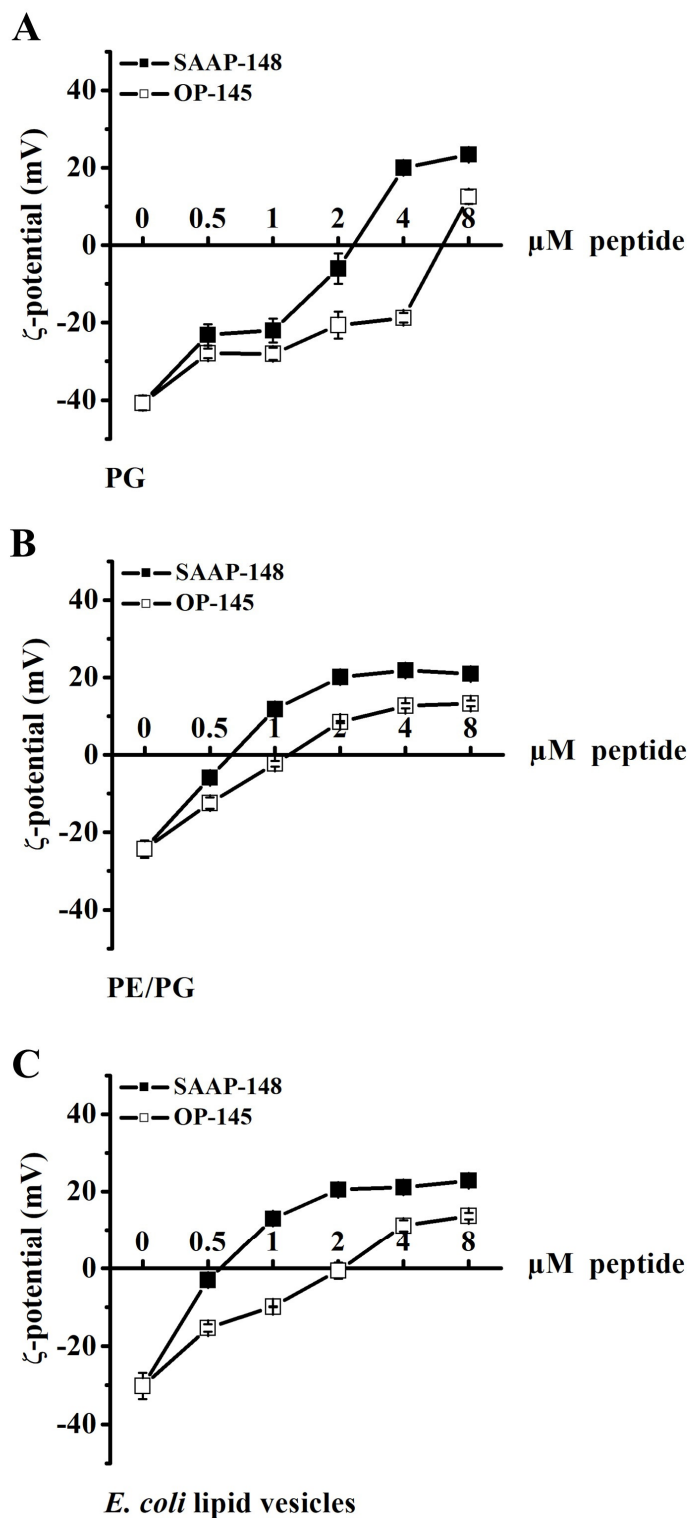 A
SAAP-148
OP-145
40
20
0
-20
-40
ζ-potential (mV)
0 0.5 1 2 4 8
µM peptide
PG
B
SAAP-148
OP-145
40
20
0
-20
-40
ζ-potential (mV)
0 0.5 1 2 4 8
µM peptide
PE/PG
C
SAAP-148
OP-145
40
20
0
-20
-40
ζ-potential (mV)
0 0.5 1 2 4 8
µM peptide
E. coli lipid vesicles